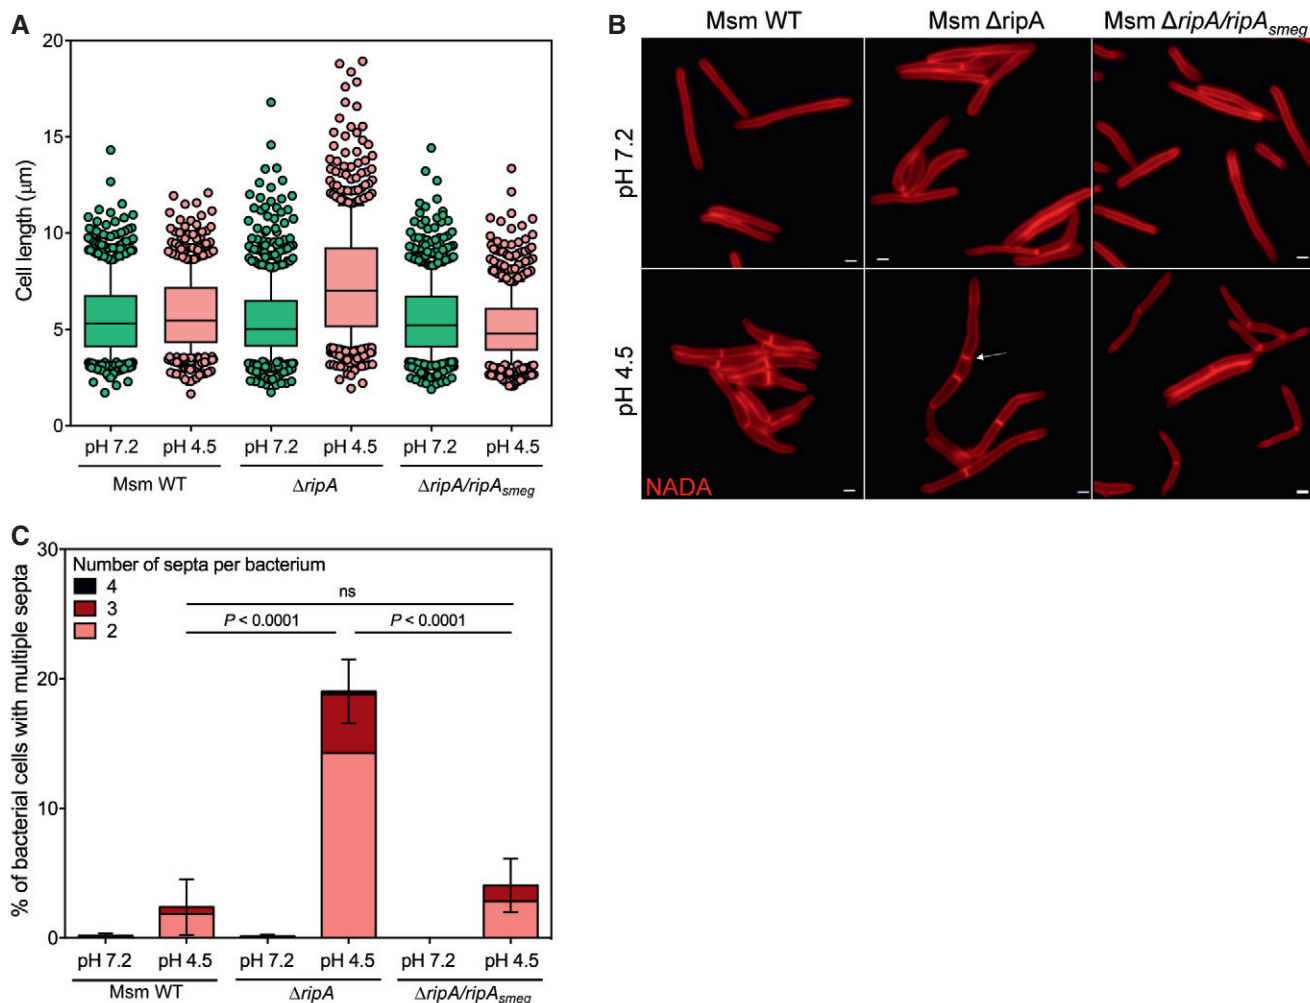 A
20
15
10
5
0
Cell length (μm)
pH 7.2 pH 4.5 pH 7.2 pH 4.5 pH 7.2 pH 4.5
Msm WT ΔripA ΔripA/ripAsmeg
B
Msm WT Msm ΔripA Msm ΔripA/ripAsmeg
pH 7.2
pH 4.5
NADA
C
30
20
10
0
% of bacterial cells with multiple septa
Number of septa per bacterium
4
3
2
ns
P < 0.0001 P < 0.0001
pH 7.2 pH 4.5 pH 7.2 pH 4.5 pH 7.2 pH 4.5
Msm WT ΔripA ΔripA/ripAsmeg